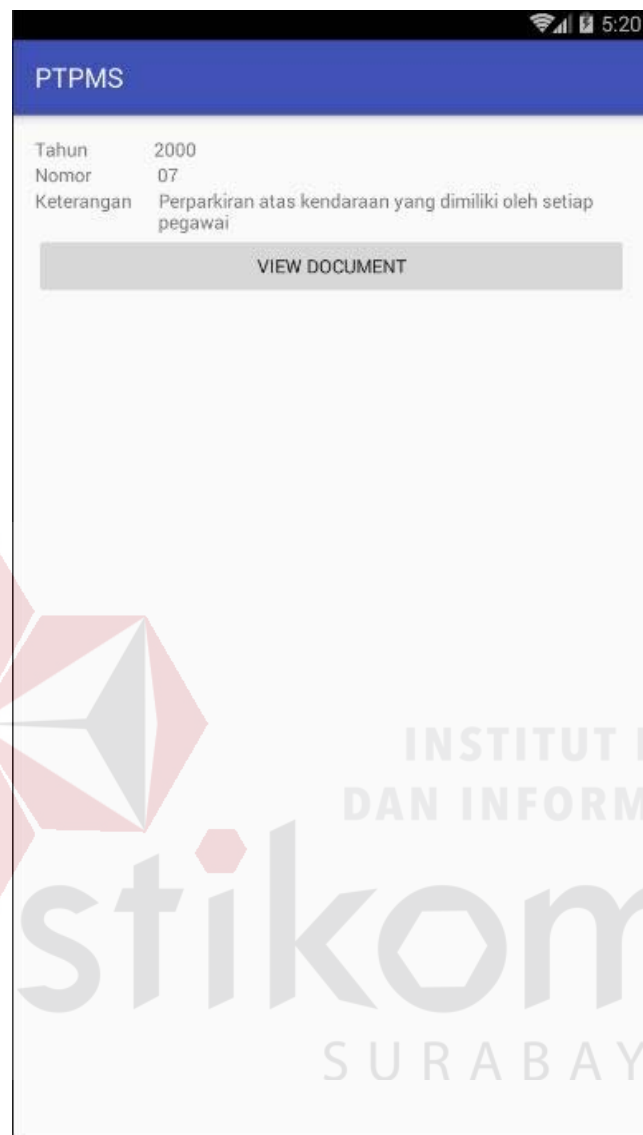 5:20
PTPMS
Tahun 2000
Nomor 07
Keterangan Perparkiran atas kendaraan yang dimiliki oleh setiap
pegawai
VIEW DOCUMENT
INSTITUT
DAN INFORM
stikom
SURABAY